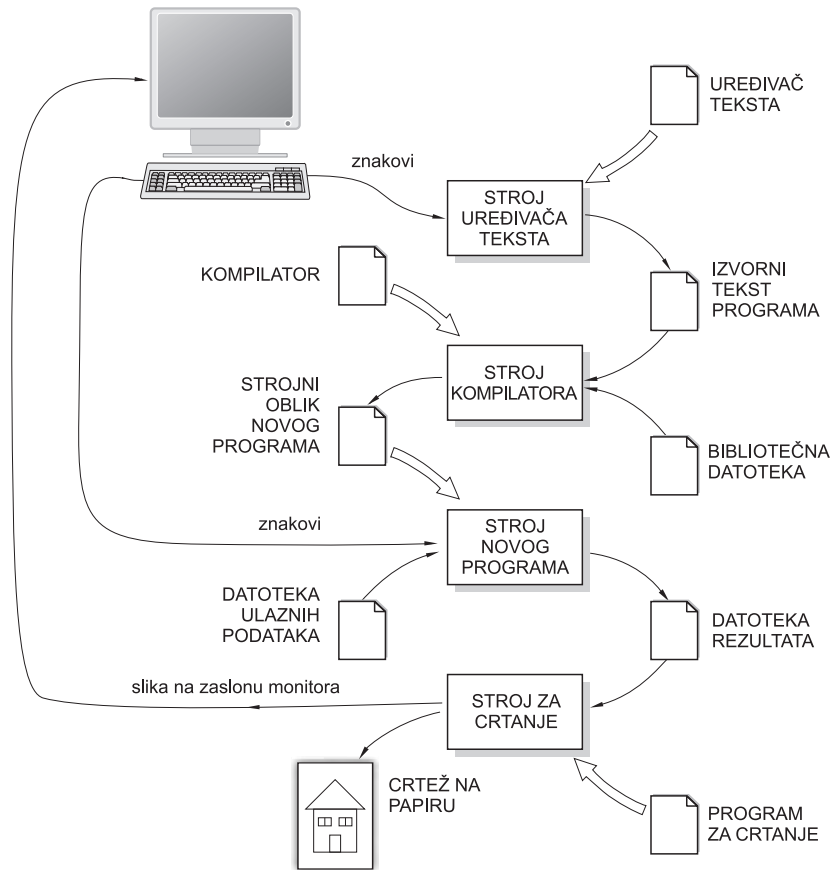 UREĐIVAČ
TEKSTA
znakovi
STROJ
UREĐIVAČA
TEKSTA
KOMPILATOR
IZVORNI
TEKST
PROGRAMA
STROJ
KOMPILATORA
STROJNI
OBLIK
NOVOG
PROGRAMA
BIBLIOTEČNA
DATOTEKA
znakovi
STROJ
NOVOG
PROGRAMA
DATOTEKA
ULAZNIH
PODATAKA
DATOTEKA
REZULTATA
slika na zaslonu monitora
STROJ ZA
CRTANJE
CRTEŽ NA
PAPIRU
PROGRAM
ZA CRTANJE